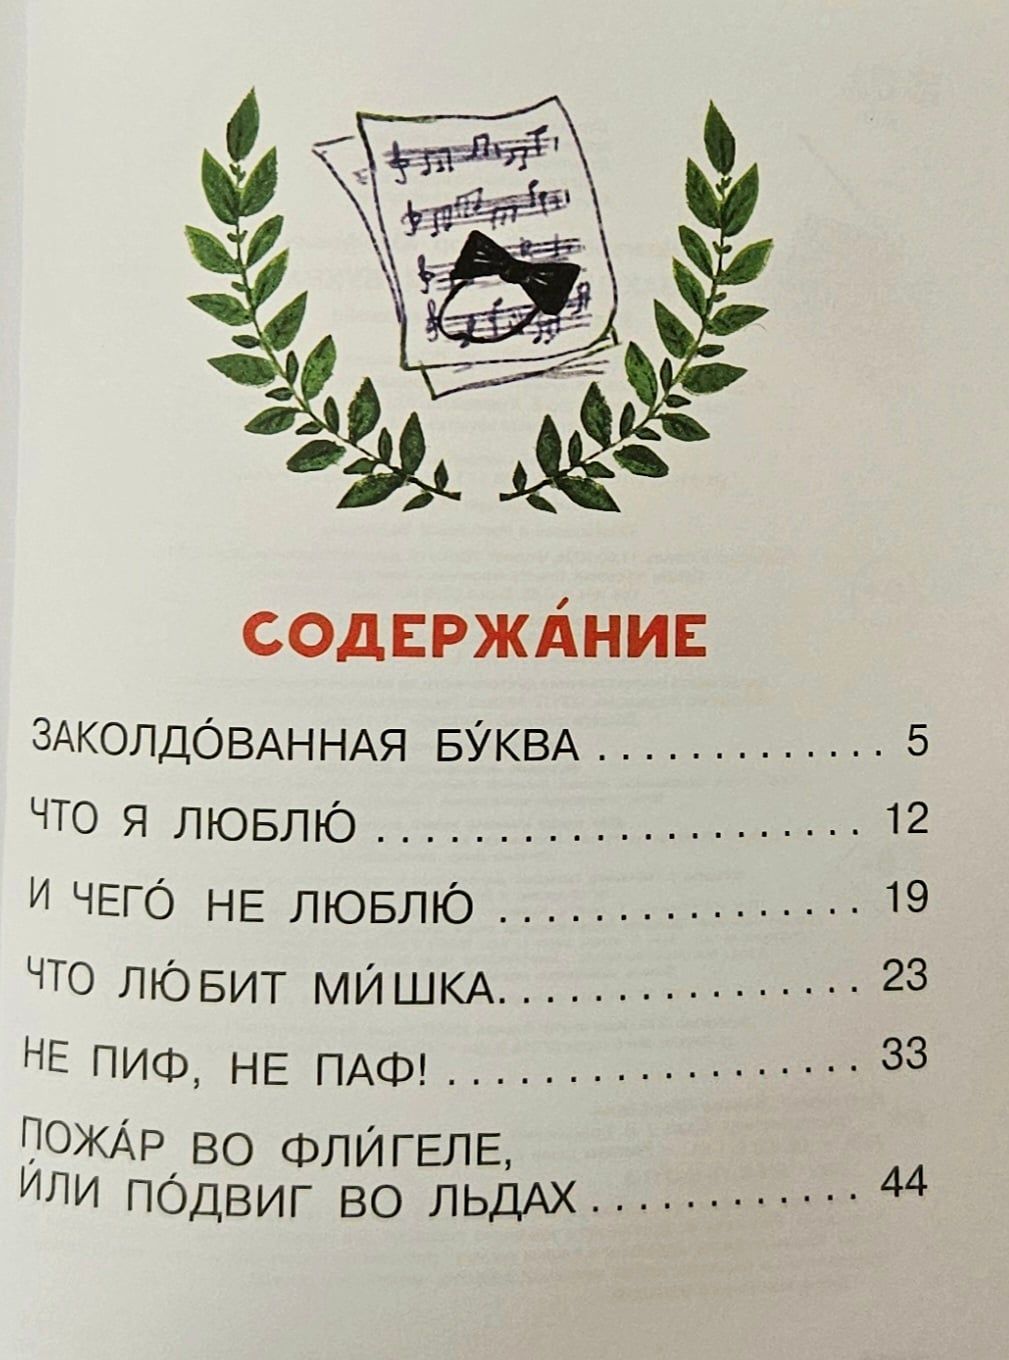 СОДЕРЖА́НИЕ
ЗАКОЛДО́ВАННАЯ БУ́КВА . . . . . . . . . . . . . . 5
ЧТО Я ЛЮБЛЮ́ . . . . . . . . . . . . . . . . . . . . . . . . 12
И ЧЕГО́ НЕ ЛЮБЛЮ́ . . . . . . . . . . . . . . . . . . 19
ЧТО ЛЮ́БИТ МИ́ШКА. . . . . . . . . . . . . . . . . . 23
НЕ ПИФ, НЕ ПАФ! . . . . . . . . . . . . . . . . . . . . 33
ПОЖА́Р ВО ФЛИ́ГЕЛЕ,
И́ЛИ ПО́ДВИГ ВО ЛЬДАХ . . . . . . . . . . . . . 44